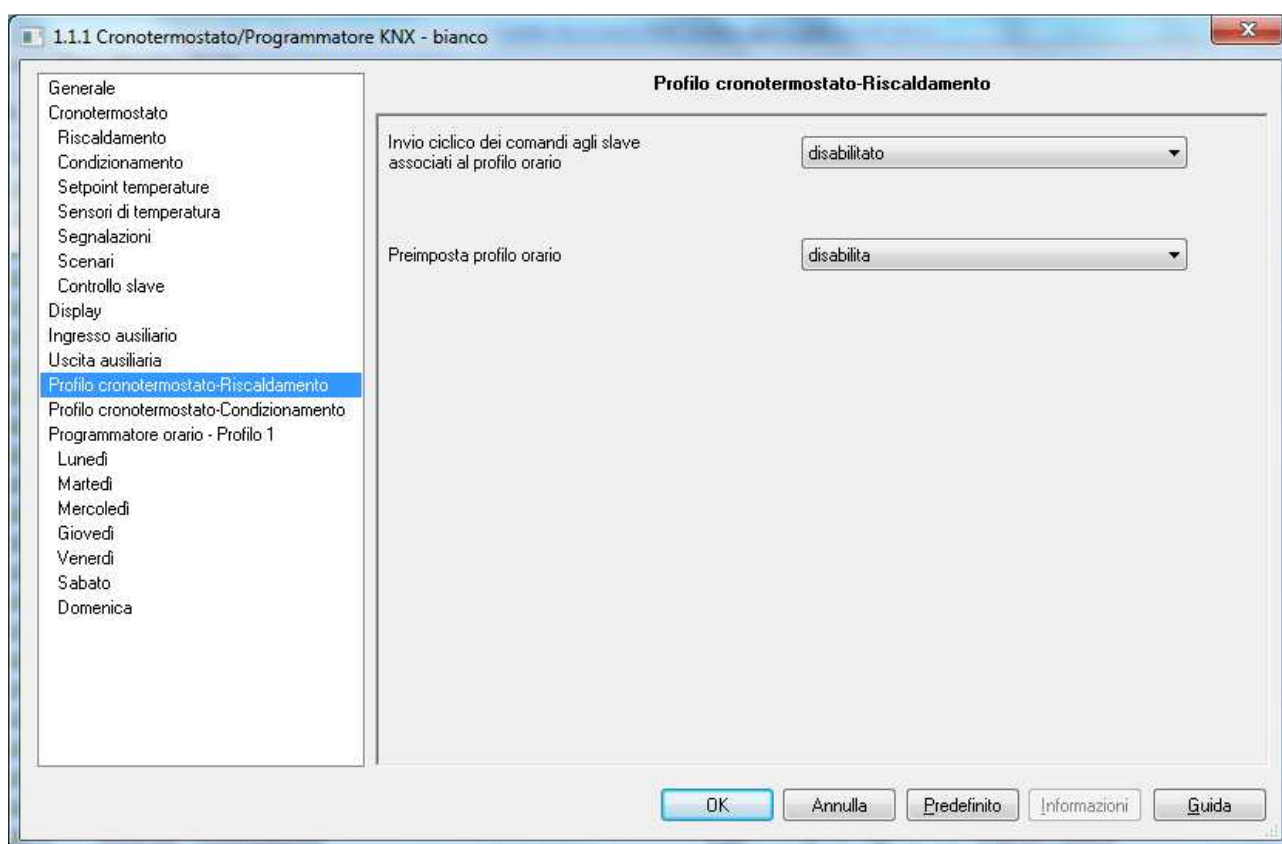 1.1.1 Cronotermostato/Programmatore KNX - bianco
Generale
Cronotermostato
Riscaldamento
Condizionamento
Setpoint temperature
Sensori di temperatura
Segnalazioni
Scenari
Controllo slave
Display
Ingresso ausiliario
Uscita ausiliaria
Profilo cronotermostato-Riscaldamento
Profilo cronotermostato-Condizionamento
Programmatore orario - Profilo 1
Lunedì
Martedì
Mercoledì
Giovedì
Venerdì
Sabato
Domenica
Profilo cronotermostato-Riscaldamento
Invio ciclico dei comandi agli slave
associati al profilo orario
disabilitato
Preimposta profilo orario
disabilita
OK
Annulla
Predefinito
Informazioni
Guida